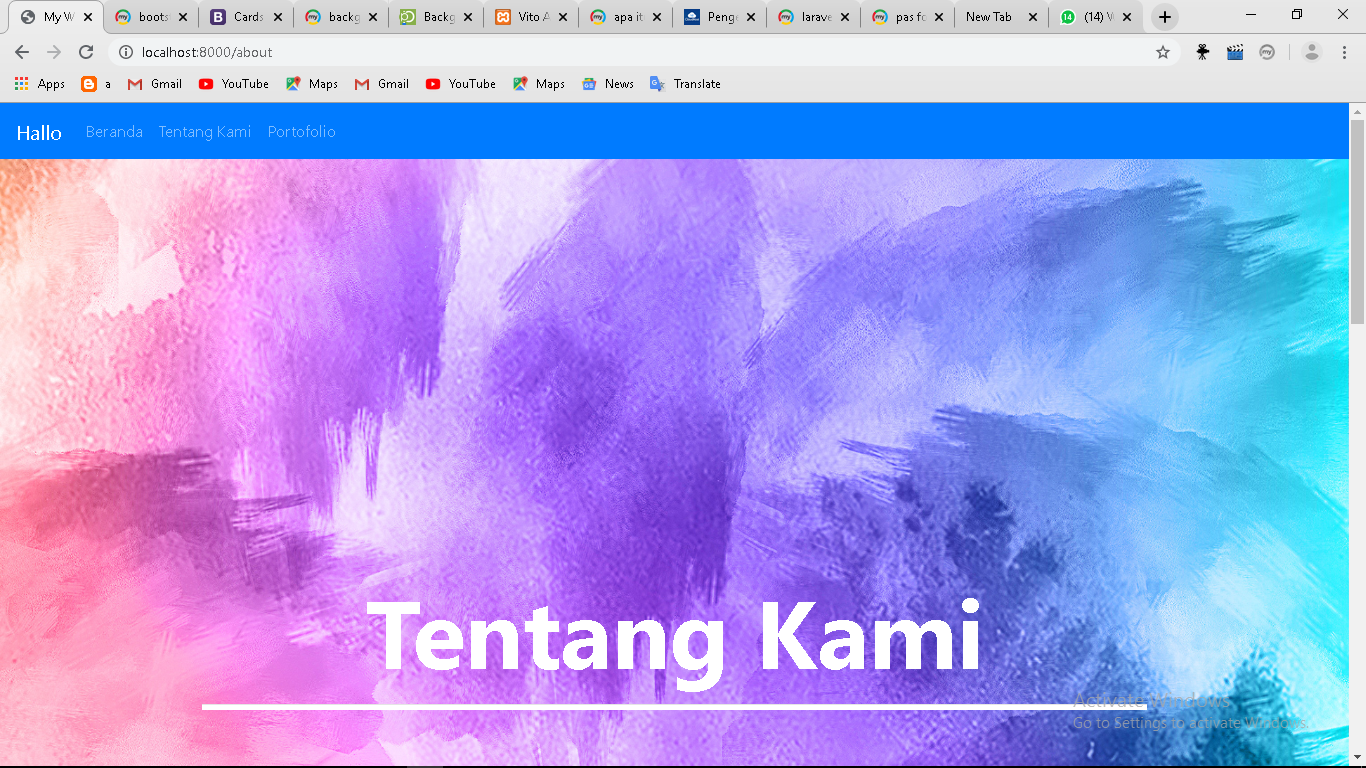 My W
boots
Cards
backg
Backg
Vito A
apa it
Peng
larave
pas fo
New Tab
(14) W
localhost:8000/about
Apps
a
Gmail
YouTube
Maps
Gmail
YouTube
Maps
News
Translate
Hallo
Beranda
Tentang Kami
Portofolio
Tentang Kami
Activate Windows
Go to Settings to activate Windows.